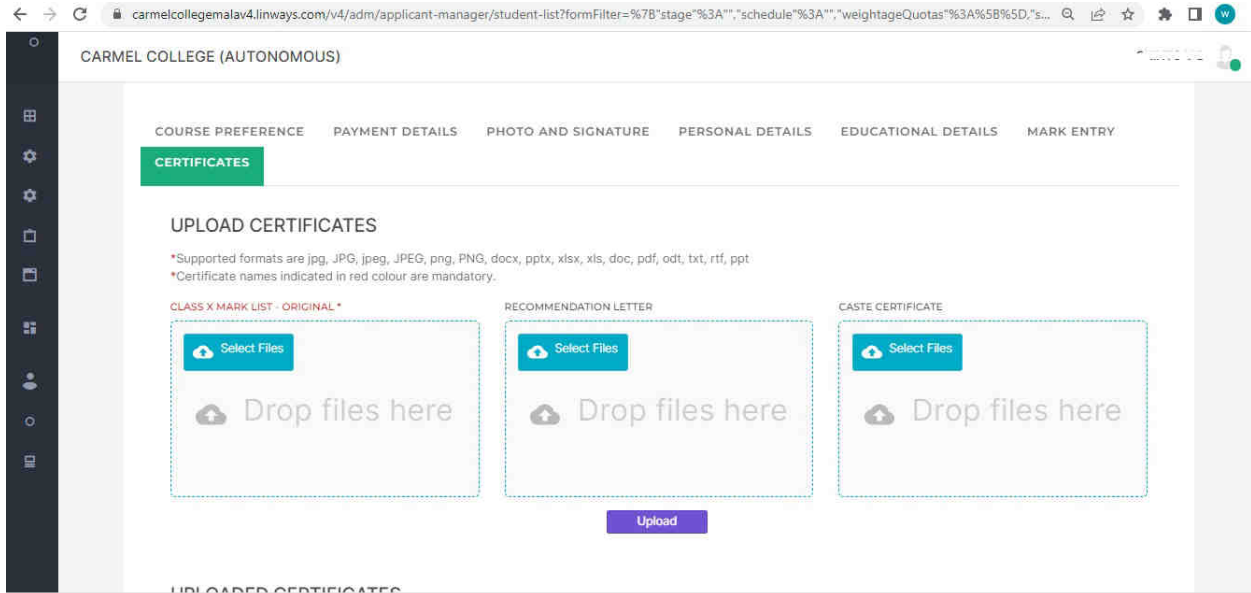 carmelcollegemalav4.linways.com/v4/adm/applicant-manager/student-list?formFilter=%7B"stage"%3A"","schedule"%3A"","weightageQuotas"%3A%5B%5D,"s...
W
CARMEL COLLEGE (AUTONOMOUS)
COURSE PREFERENCE PAYMENT DETAILS PHOTO AND SIGNATURE PERSONAL DETAILS EDUCATIONAL DETAILS MARK ENTRY
CERTIFICATES
UPLOAD CERTIFICATES
*Supported formats are jpg, JPG, jpeg, JPEG, png, PNG, docx, pptx, xlsx, xls, doc, pdf, odt, txt, rtf, ppt
*Certificate names indicated in red colour are mandatory.
CLASS X MARK LIST - ORIGINAL * RECOMMENDATION LETTER CASTE CERTIFICATE
Select Files Select Files Select Files
Drop files here Drop files here Drop files here
Upload
UPLOADED CERTIFICATES